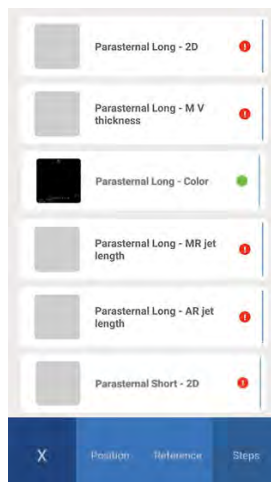 Parasternal Long - 2D
Parasternal Long - M V
thickness
Parasternal Long - Color
Parasternal Long - MR jet
length
Parasternal Long - AR jet
length
Parasternal Short - 2D
X
Position
Reference
Steps